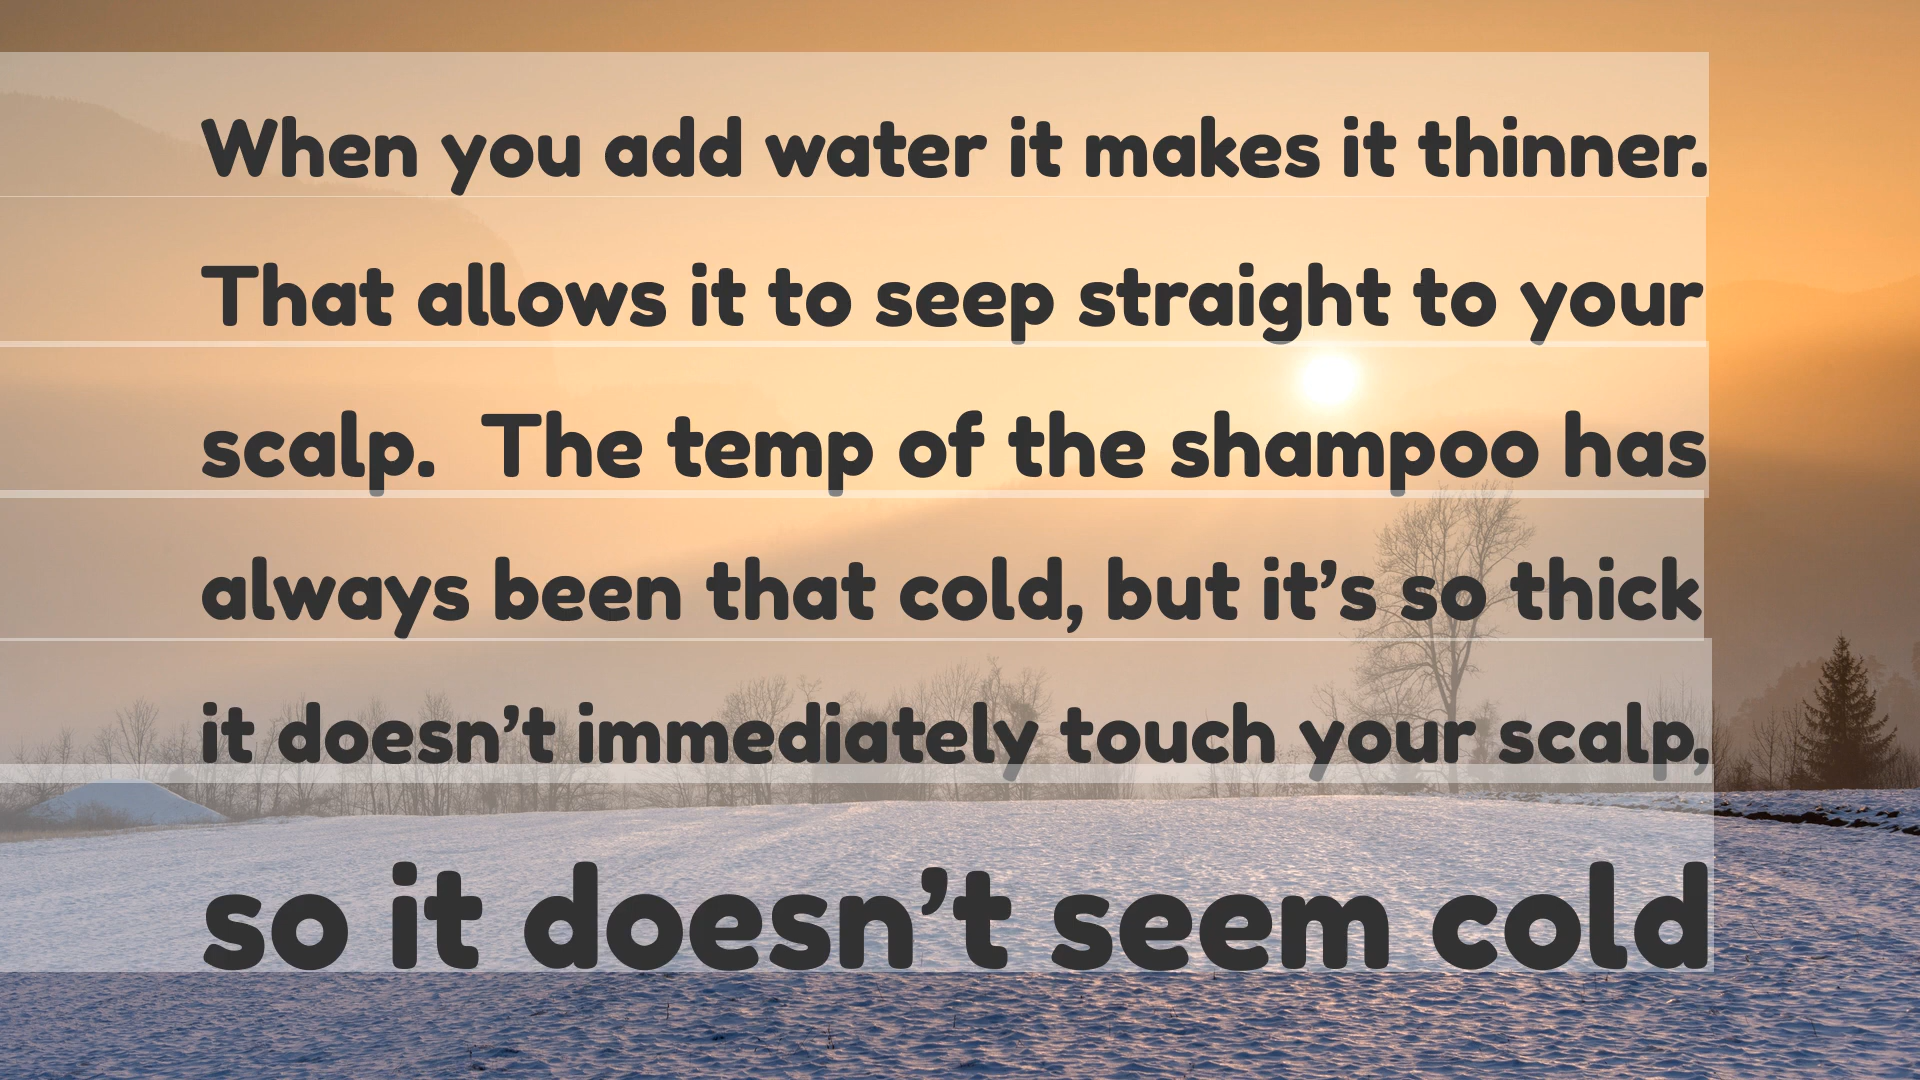 When you add water it makes it thinner.
That allows it to seep straight to your
scalp.  The temp of the shampoo has
always been that cold, but it’s so thick
it doesn’t immediately touch your scalp,
so it doesn’t seem cold